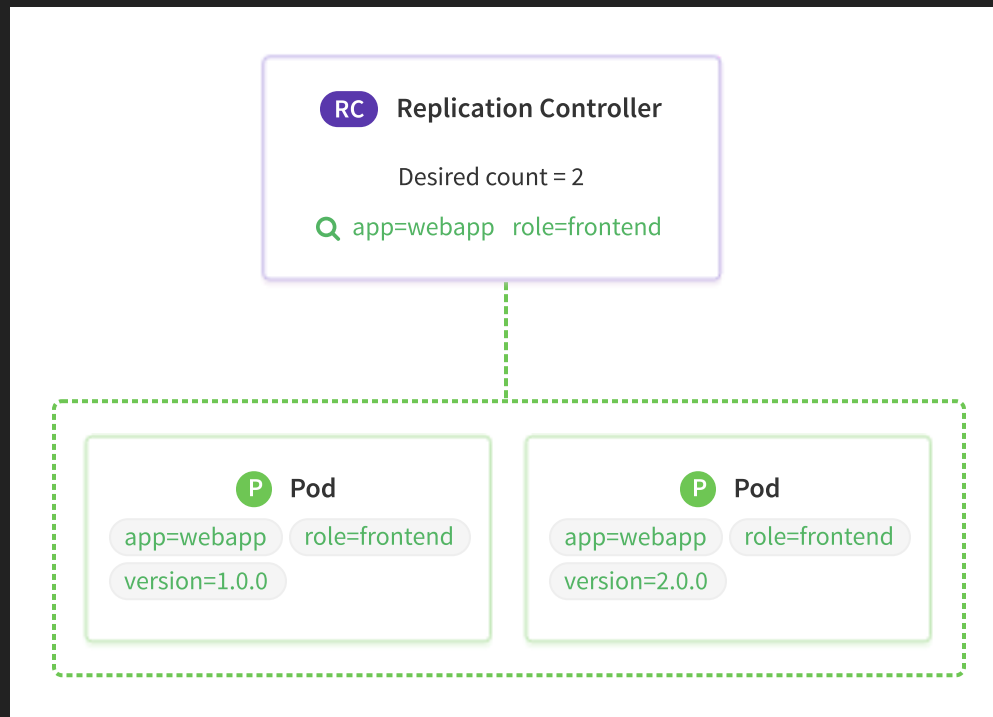 RC Replication Controller
Desired count = 2
app=webapp role=frontend
P Pod
app=webapp role=frontend
version=1.0.0
P Pod
app=webapp role=frontend
version=2.0.0